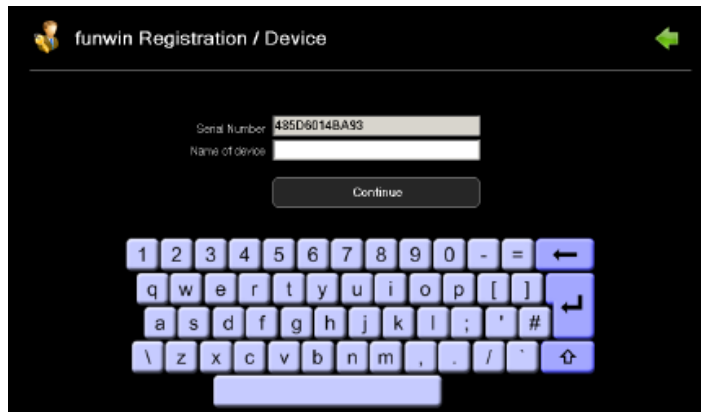 funwin Registration / Device
Serial Number 485D6014BA93
Name of device
Continue
1 2 3 4 5 6 7 8 9 0 - =
q w e r t y u i o p [ ]
a s d f g h j k l ; ' #
\ z x c v b n m , . / `